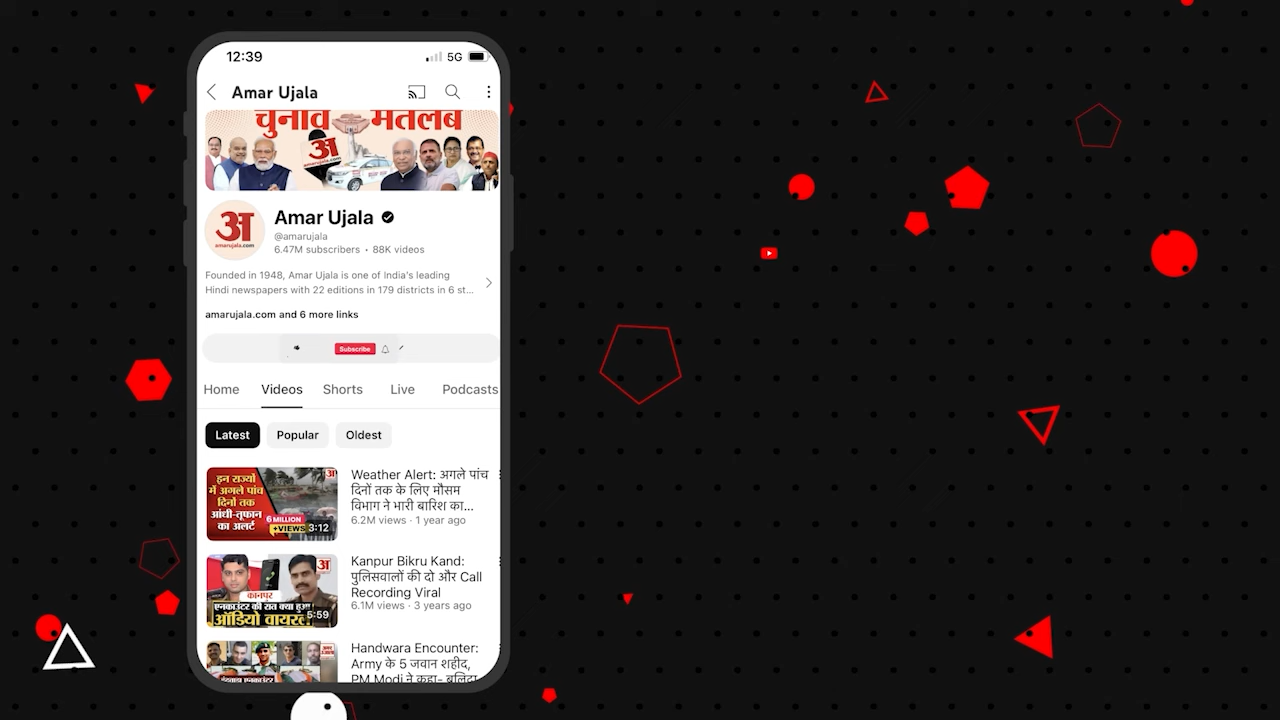 12:39
5G
Amar Ujala
चुनाव मतलब
अ
amarujala.com
अ
amarujala.com
Amar Ujala
@amarujala
6.47M subscribers • 88K videos
Founded in 1948, Amar Ujala is one of India's leading
Hindi newspapers with 22 editions in 179 districts in 6 st...
amarujala.com and 6 more links
Subscribe
Home Videos Shorts Live Podcasts
Latest Popular Oldest
इन राज्यों
में अगले पांच
दिनों तक
आंधी-तूफान
का अलर्ट
अ
6 MILLION
+VIEWS
3:12
Weather Alert: अगले पांच
दिनों तक के लिए मौसम
विभाग ने भारी बारिश का...
6.2M views · 1 year ago
अ
कानपुर
एनकाउंटर की रात क्या हुआ
ऑडियो वायरल
5:59
Kanpur Bikru Kand:
पुलिसवालों की दो और Call
Recording Viral
6.1M views · 3 years ago
Handwara Encounter:
Army के 5 जवान शहीद,
PM Modi ने कहा- बलिदा